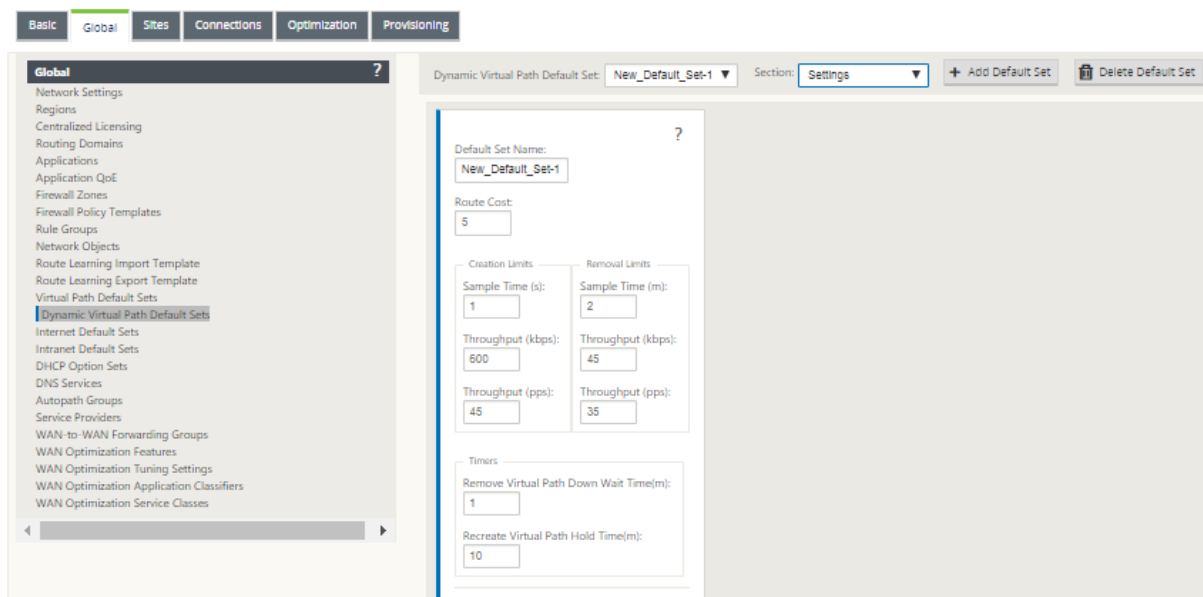 Basic Global Sites Connections Optimization Provisioning
Global ?
Network Settings
Regions
Centralized Licensing
Routing Domains
Applications
Application QoE
Firewall Zones
Firewall Policy Templates
Rule Groups
Network Objects
Route Learning Import Template
Route Learning Export Template
Virtual Path Default Sets
Dynamic Virtual Path Default Sets
Internet Default Sets
Intranet Default Sets
DHCP Option Sets
DNS Services
Autopath Groups
Service Providers
WAN-to-WAN Forwarding Groups
WAN Optimization Features
WAN Optimization Tuning Settings
WAN Optimization Application Classifiers
WAN Optimization Service Classes
Dynamic Virtual Path Default Set: New_Default_Set-1 Section: Settings + Add Default Set Delete Default Set
?
Default Set Name:
New_Default_Set-1
Route Cost:
5
Creation Limits Removal Limits
Sample Time (s): Sample Time (m):
1 2
Throughput (kbps): Throughput (kbps):
600 45
Throughput (pps): Throughput (pps):
45 35
Timers
Remove Virtual Path Down Wait Time(m):
1
Recreate Virtual Path Hold Time(m):
10